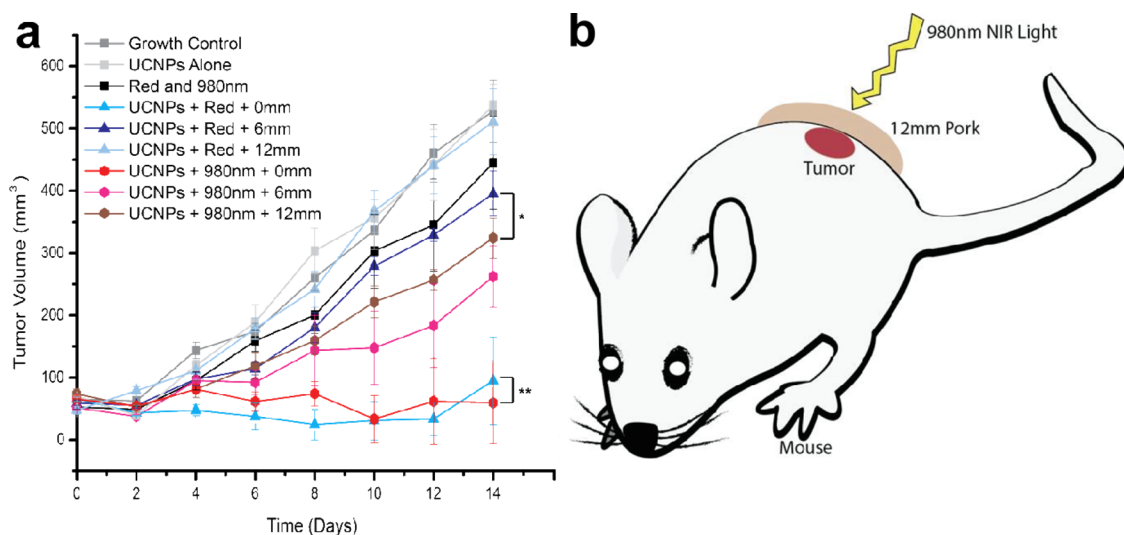 a
Growth Control
UCNPs Alone
Red and 980nm
UCNPs + Red + 0mm
UCNPs + Red + 6mm
UCNPs + Red + 12mm
UCNPs + 980nm + 0mm
UCNPs + 980nm + 6mm
UCNPs + 980nm + 12mm
Tumor Volume (mm³)
600
500
400
300
200
100
0
*
**
0 2 4 6 8 10 12 14
Time (Days)
b
980nm NIR Light
12mm Pork
Tumor
Mouse